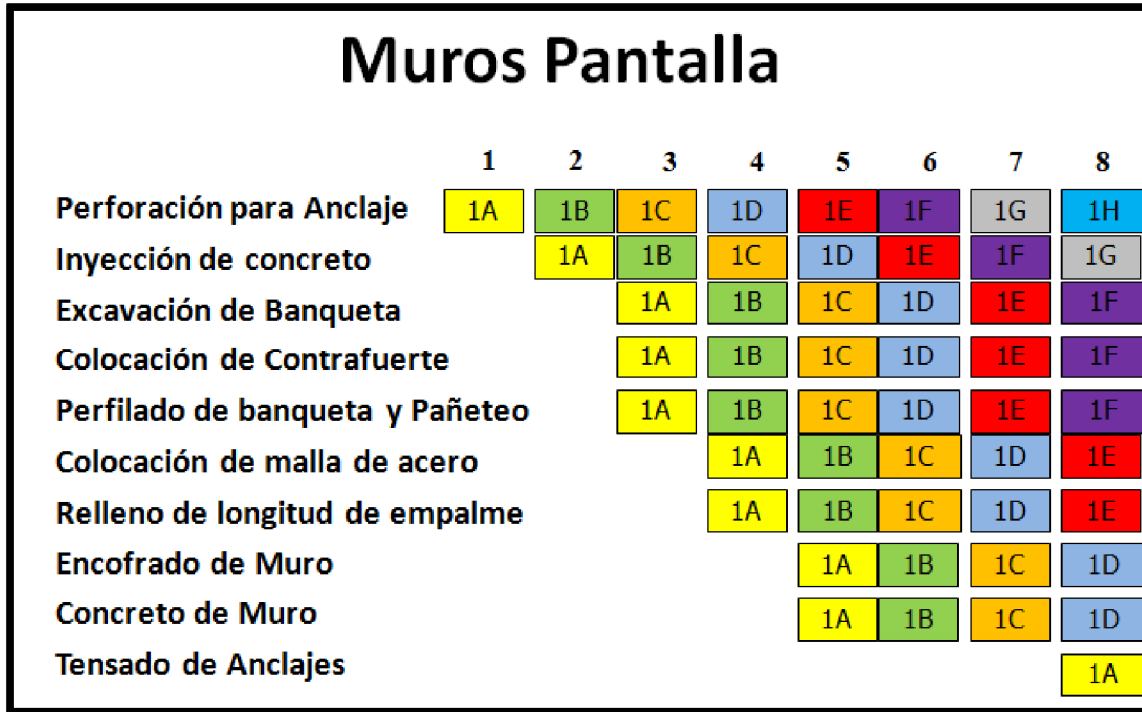 Muros Pantalla
1 2 3 4 5 6 7 8
Perforación para Anclaje 1A 1B 1C 1D 1E 1F 1G 1H
Inyección de concreto 1A 1B 1C 1D 1E 1F 1G
Excavación de Banqueta 1A 1B 1C 1D 1E 1F
Colocación de Contrafuerte 1A 1B 1C 1D 1E 1F
Perfilado de banqueta y Pañeteo 1A 1B 1C 1D 1E 1F
Colocación de malla de acero 1A 1B 1C 1D 1E
Relleno de longitud de empalme 1A 1B 1C 1D 1E
Encofrado de Muro 1A 1B 1C 1D
Concreto de Muro 1A 1B 1C 1D
Tensado de Anclajes 1A